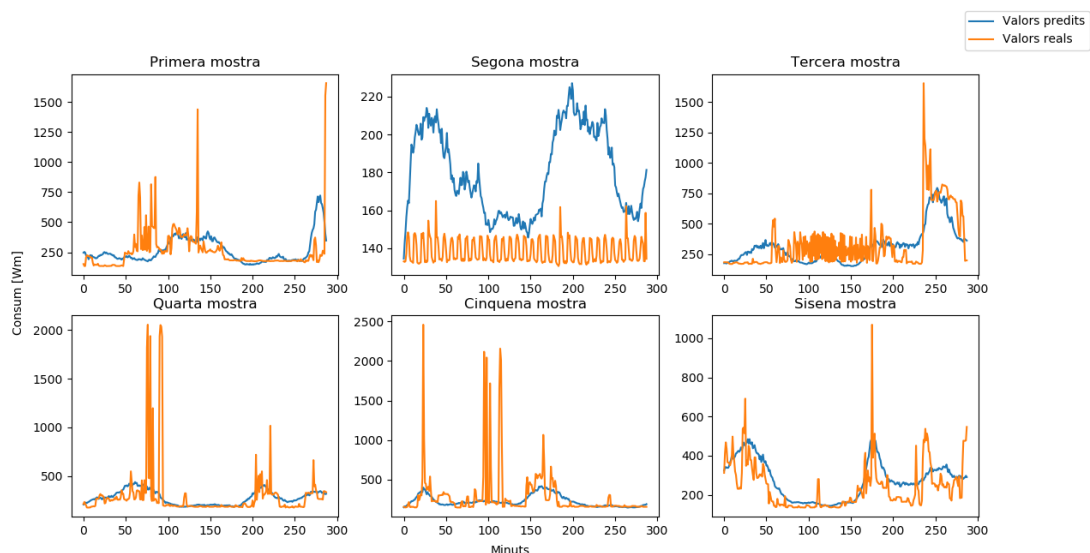 Valors predits
Valors reals
Primera mostra
Segona mostra
Tercera mostra
1500
1250
1000
750
500
250
0 50 100 150 200 250 300
220
200
180
160
140
0 50 100 150 200 250 300
1500
1250
1000
750
500
250
0 50 100 150 200 250 300
Consum [Wm]
Quarta mostra
Cinquena mostra
Sisena mostra
2000
1500
1000
500
0 50 100 150 200 250 300
2500
2000
1500
1000
500
0 50 100 150 200 250 300
1000
800
600
400
200
0 50 100 150 200 250 300
Minuts